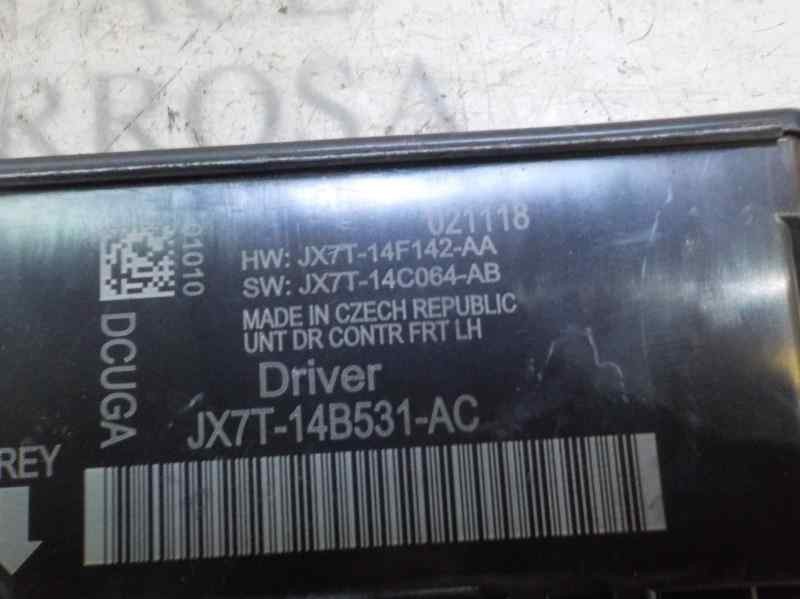 ROSA
021118
01010
HW: JX7T-14F142-AA
SW: JX7T-14C064-AB
MADE IN CZECH REPUBLIC
UNT DR CONTR FRT LH
DCUGA
Driver
JX7T-14B531-AC
REY